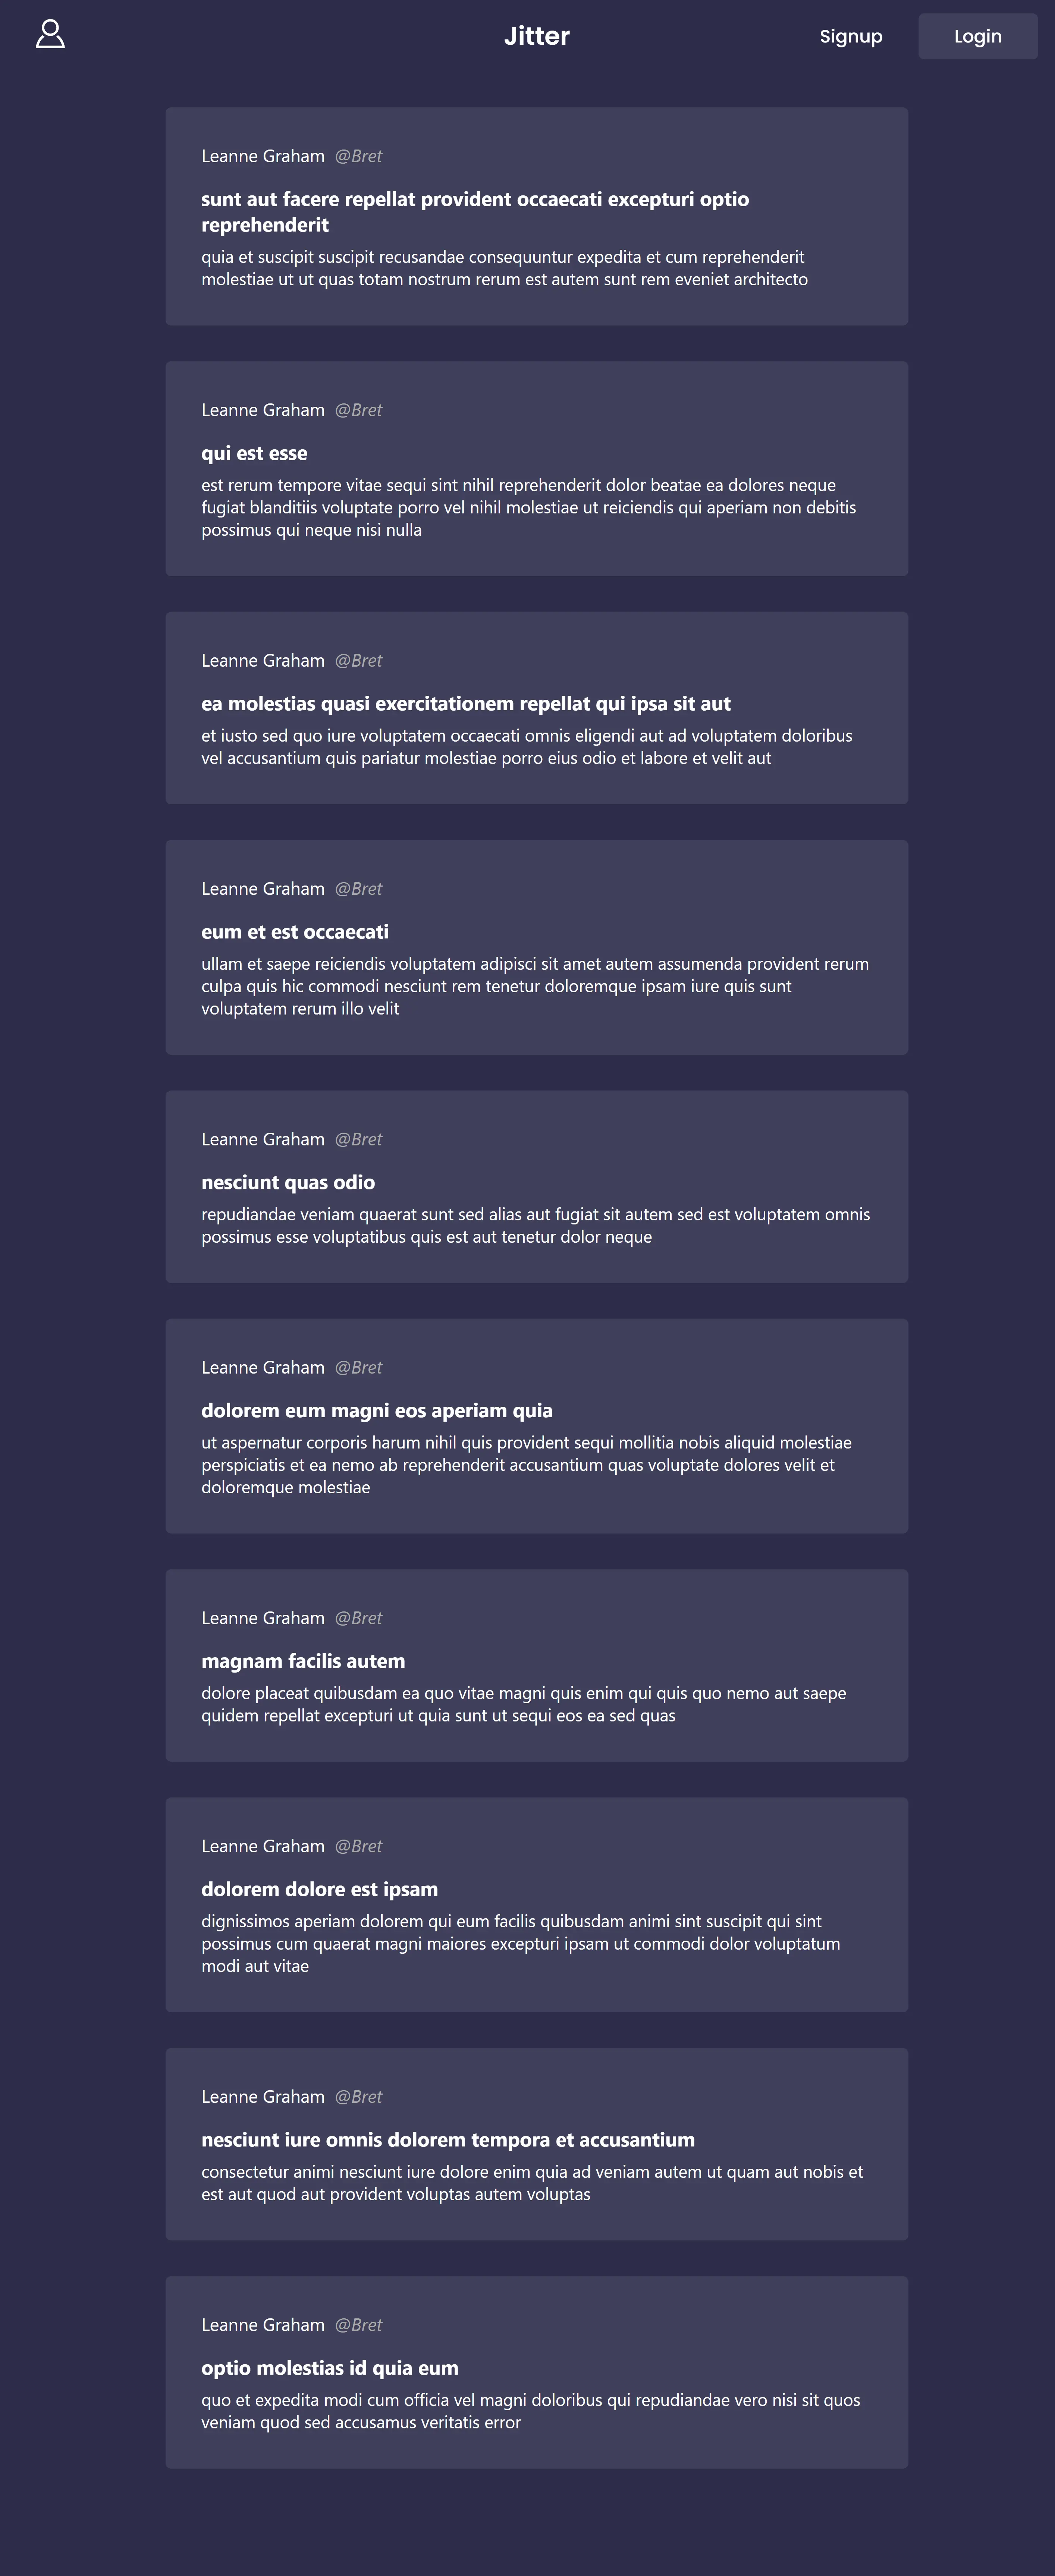 Jitter
Signup
Login
Leanne Graham @Bret
sunt aut facere repellat provident occaecati excepturi optio
reprehenderit
quia et suscipit suscipit recusandae consequuntur expedita et cum reprehenderit
molestiae ut ut quas totam nostrum rerum est autem sunt rem eveniet architecto
Leanne Graham @Bret
qui est esse
est rerum tempore vitae sequi sint nihil reprehenderit dolor beatae ea dolores neque
fugiat blanditiis voluptate porro vel nihil molestiae ut reiciendis qui aperiam non debitis
possimus qui neque nisi nulla
Leanne Graham @Bret
ea molestias quasi exercitationem repellat qui ipsa sit aut
et iusto sed quo iure voluptatem occaecati omnis eligendi aut ad voluptatem doloribus
vel accusantium quis pariatur molestiae porro eius odio et labore et velit aut
Leanne Graham @Bret
eum et est occaecati
ullam et saepe reiciendis voluptatem adipisci sit amet autem assumenda provident rerum
culpa quis hic commodi nesciunt rem tenetur doloremque ipsam iure quis sunt
voluptatem rerum illo velit
Leanne Graham @Bret
nesciunt quas odio
repudiandae veniam quaerat sunt sed alias aut fugiat sit autem sed est voluptatem omnis
possimus esse voluptatibus quis est aut tenetur dolor neque
Leanne Graham @Bret
dolorem eum magni eos aperiam quia
ut aspernatur corporis harum nihil quis provident sequi mollitia nobis aliquid molestiae
perspiciatis et ea nemo ab reprehenderit accusantium quas voluptate dolores velit et
doloremque molestiae
Leanne Graham @Bret
magnam facilis autem
dolore placeat quibusdam ea quo vitae magni quis enim qui quis quo nemo aut saepe
quidem repellat excepturi ut quia sunt ut sequi eos ea sed quas
Leanne Graham @Bret
dolorem dolore est ipsam
dignissimos aperiam dolorem qui eum facilis quibusdam animi sint suscipit qui sint
possimus cum quaerat magni maiores excepturi ipsam ut commodi dolor voluptatum
modi aut vitae
Leanne Graham @Bret
nesciunt iure omnis dolorem tempora et accusantium
consectetur animi nesciunt iure dolore enim quia ad veniam autem ut quam aut nobis et
est aut quod aut provident voluptas autem voluptas
Leanne Graham @Bret
optio molestias id quia eum
quo et expedita modi cum officia vel magni doloribus qui repudiandae vero nisi sit quos
veniam quod sed accusamus veritatis error